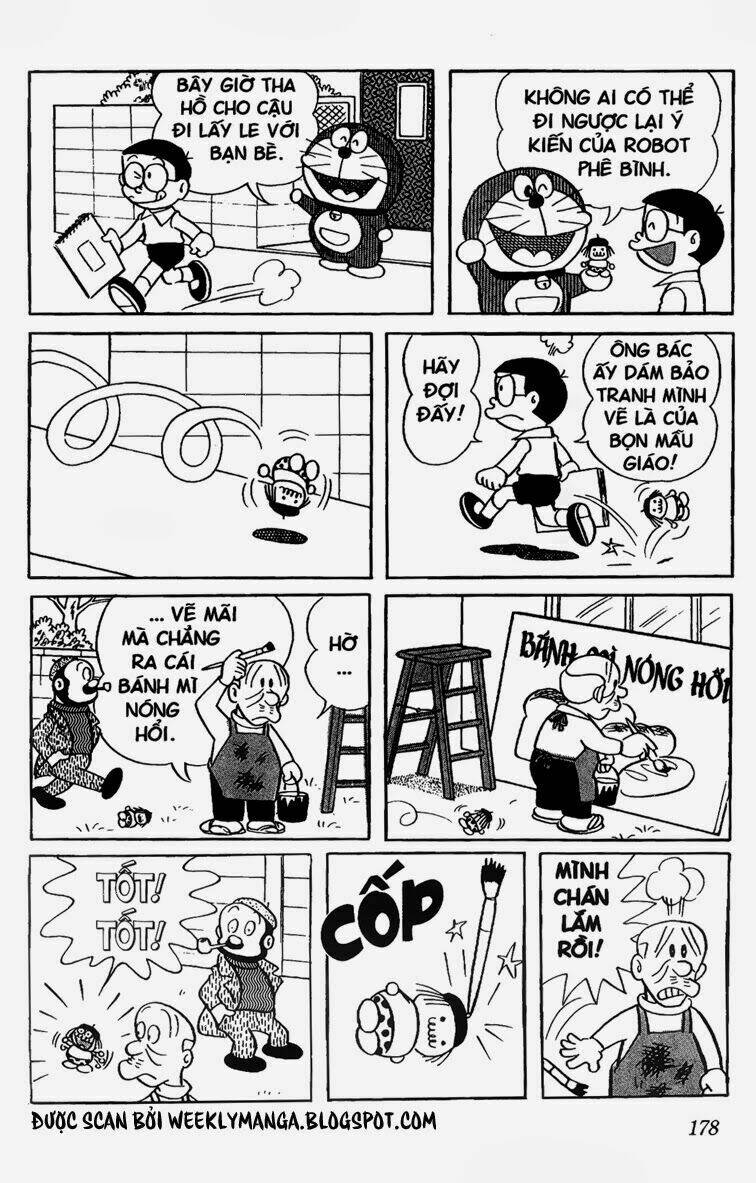 BÂY GIỜ THA
HỒ CHO CẬU
ĐI LẤY LE VỚI
BẠN BÈ.
KHÔNG AI CÓ THỂ
ĐI NGƯỢC LẠI Ý
KIẾN CỦA ROBOT
PHÊ BÌNH.
HÃY
ĐỢI
ĐẤY!
ÔNG BÁC
ẤY DÁM BẢO
TRANH MÌNH
VẼ LÀ CỦA
BỌN MẪU
GIÁO!
... VẼ MÃI
MÀ CHẲNG
RA CÁI
BÁNH MÌ
NÓNG
HỔI.
HỜ
...
BÁNH MÌ NÓNG HỔI
TỐT!
TỐT!
CỐP
MÌNH
CHÁN
LẮM
RỒI!
ĐƯỢC SCAN BỞI WEEKLYMANGA.BLOGSPOT.COM
178